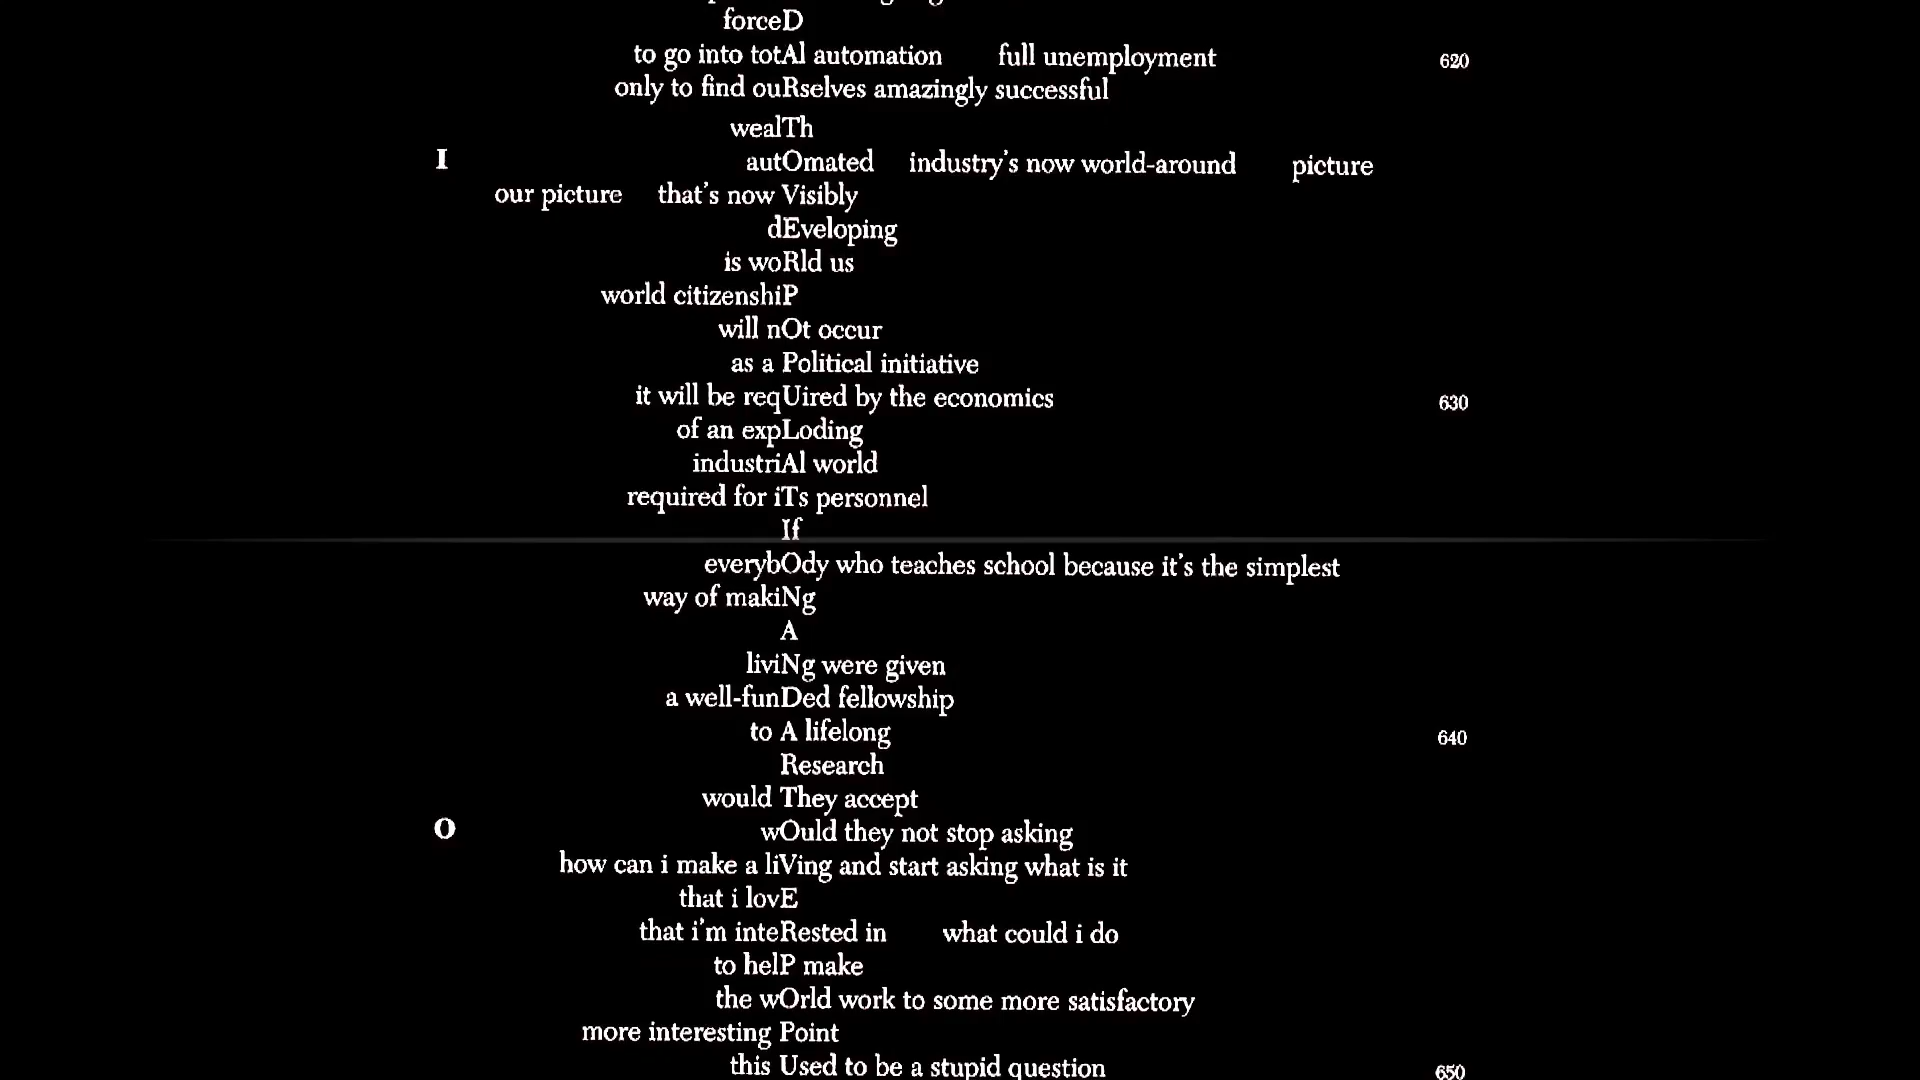 forceD
to go into totAl automation full unemployment 620
only to find ouRselves amazingly successful
wealTh
I autOmated industry's now world-around picture
our picture that's now Visibly
dEveloping
is woRld us
world citizenshiP
will nOt occur
as a Political initiative
it will be reqUired by the economics 630
of an expLoding
industriAl world
required for iTs personnel
If
everybOdy who teaches school because it's the simplest
way of makiNg
A
liviNg were given
a well-funDed fellowship
to A lifelong 640
Research
would They accept
O wOuld they not stop asking
how can i make a liVing and start asking what is it
that i lovE
that i'm inteRested in what could i do
to helP make
the wOrld work to some more satisfactory
more interesting Point
this Used to be a stupid question 650